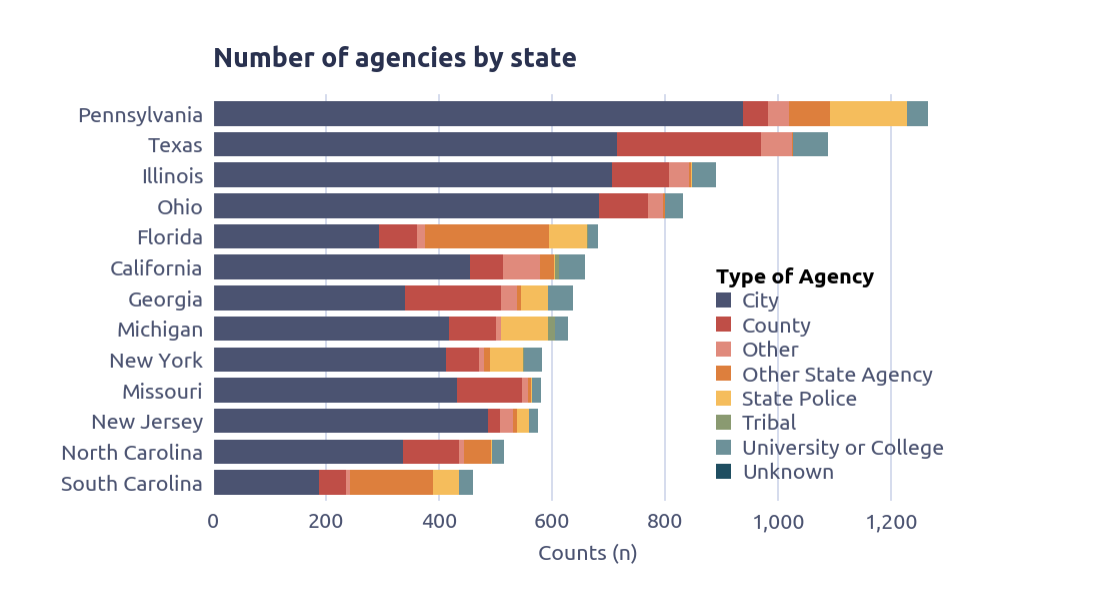 Number of agencies by state
Pennsylvania
Texas
Illinois
Ohio
Florida
California
Georgia
Michigan
New York
Missouri
New Jersey
North Carolina
South Carolina
Type of Agency
City
County
Other
Other State Agency
State Police
Tribal
University or College
Unknown
0 200 400 600 800 1,000 1,200
Counts (n)